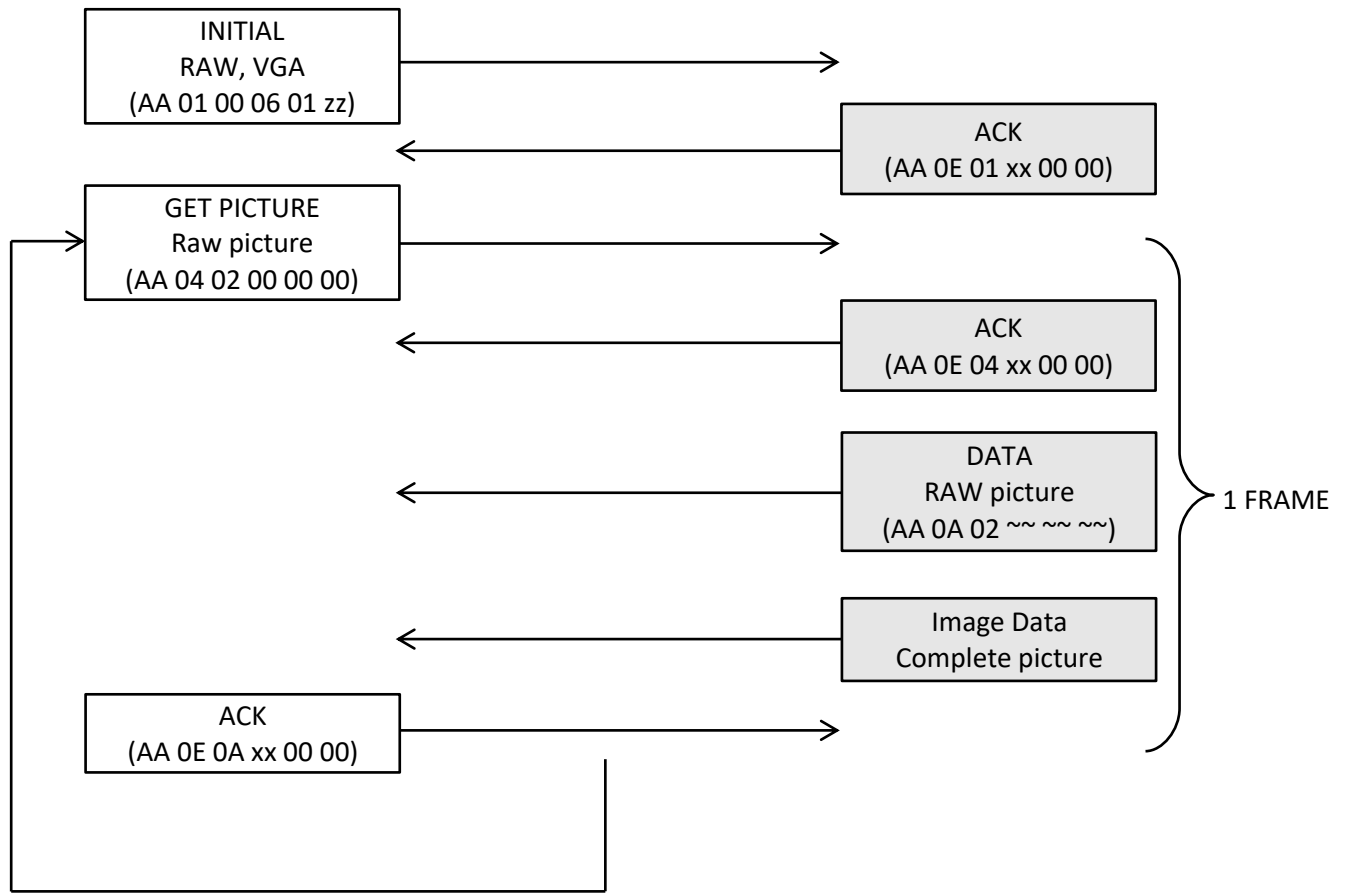 INITIAL
RAW, VGA
(AA 01 00 06 01 zz)
ACK
(AA 0E 01 xx 00 00)
GET PICTURE
Raw picture
(AA 04 02 00 00 00)
ACK
(AA 0E 04 xx 00 00)
DATA
RAW picture
(AA 0A 02 ~~ ~~ ~~)
1 FRAME
Image Data
Complete picture
ACK
(AA 0E 0A xx 00 00)